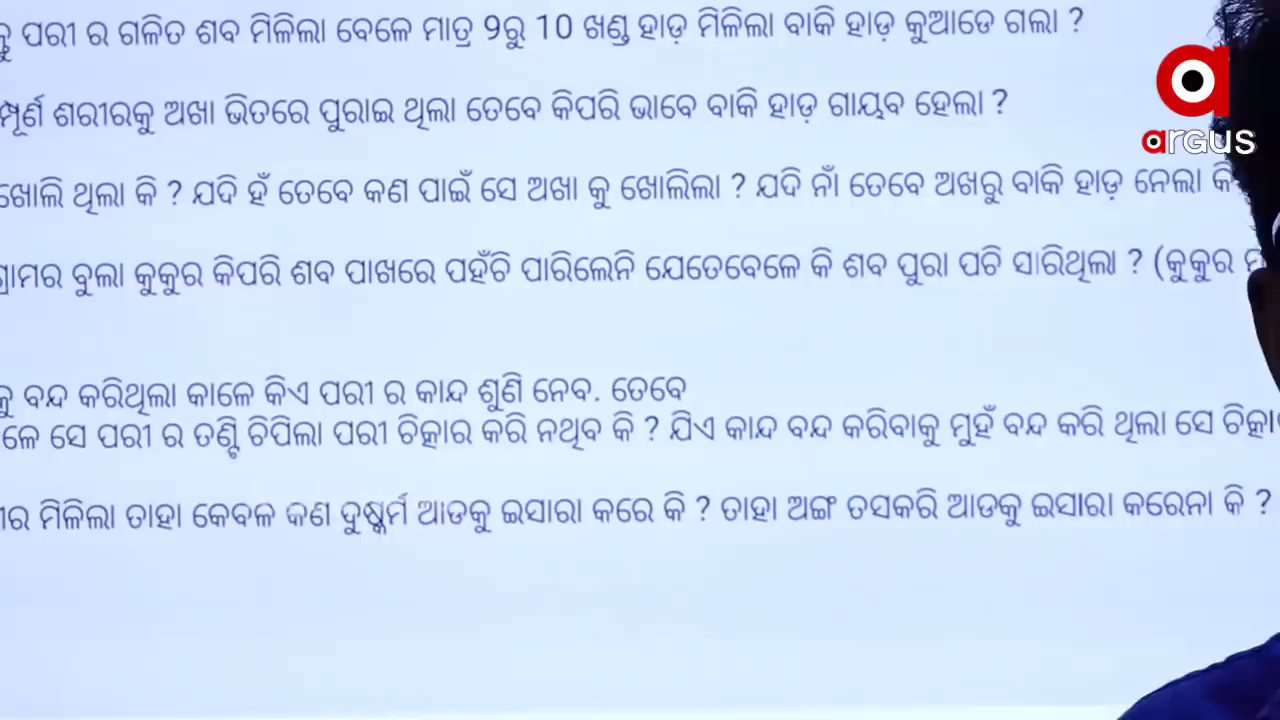 ପରୀ ର ଗଳିତ ଶବ ମିଳିଲା ବେଳେ ମାତ୍ର 9ରୁ 10 ଖଣ୍ଡ ହାଡ଼ ମିଳିଲା ବାକି ହାଡ଼ କୁଆଡେ ଗଲା ?
ଶରୀରକୁ ଅଖା ଭିତରେ ପୁରାଇ ଥିଲା ତେବେ କିପରି ଭାବେ ବାକି ହାଡ଼ ଗାୟବ ହେଲା ?
ଖୋଲି ଥିଲା କି ? ଯଦି ହଁ ତେବେ କଣ ପାଇଁ ସେ ଅଖା କୁ ଖୋଲିଲା ? ଯଦି ନାଁ ତେବେ ଅଖରୁ ବାକି ହାଡ଼ ନେଲା କି
ବୁଲା କୁକୁର କିପରି ଶବ ପାଖରେ ପହଁଚି ପାରିଲେନି ଯେତେବେଳେ କି ଶବ ପୁରା ପଚି ସାରିଥିଲା ? (କୁକୁର
ବନ୍ଦ କରିଥିଲା କାଳେ କିଏ ପରୀ ର କାନ୍ଦ ଶୁଣି ନେବ. ତେବେ
ସେ ପରୀ ର ତଣ୍ଟି ଚିପିଲା ପରୀ ଚିତ୍କାର କରି ନଥିବ କି ? ଯିଏ କାନ୍ଦ ବନ୍ଦ କରିବାକୁ ମୁହଁ ବନ୍ଦ କରି ଥିଲା ସେ
ମିଳିଲା ତାହା କେବଳ କଣ ଦୁଷ୍କର୍ମ ଆଡକୁ ଇସାରା କରେ କି ? ତାହା ଅଙ୍ଗ ତସକରି ଆଡକୁ ଇସାରା କରେନା କି ?
argus